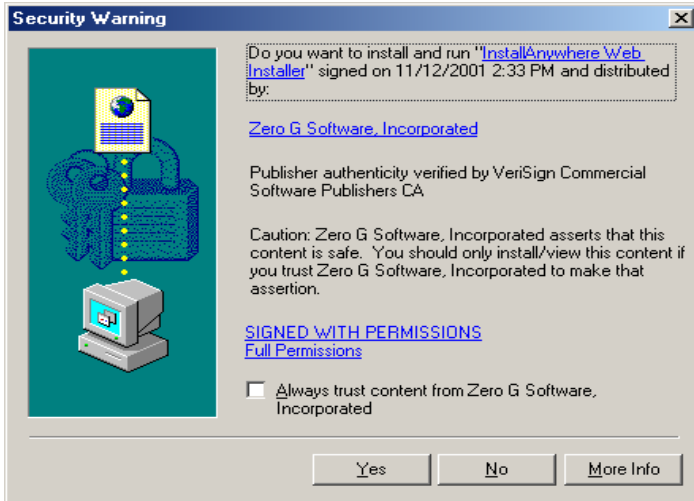 Security Warning
Do you want to install and run "InstallAnywhere Web
Installer" signed on 11/12/2001 2:33 PM and distributed
by:
Zero G Software, Incorporated
Publisher authenticity verified by VeriSign Commercial
Software Publishers CA
Caution: Zero G Software, Incorporated asserts that this
content is safe.  You should only install/view this content if
you trust Zero G Software, Incorporated to make that
assertion.
SIGNED WITH PERMISSIONS
Full Permissions
Always trust content from Zero G Software,
Incorporated
Yes No More Info